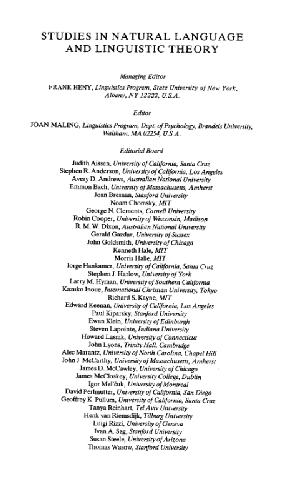 STUDIES IN NATURAL LANGUAGE
AND LINGUISTIC THEORY
Managing Editor
FRANK HENY, Linguistics Program, State University of New York,
Albany, NY 12222, U.S.A.
Editor
JOAN MALING, Linguistics Program, Dept. of Psychology, Brandeis University,
Waltham, MA 02254, U.S.A.
Editorial Board
Judith Aissen, University of California, Santa Cruz
Stephen R. Anderson, University of California, Los Angeles
Avery D. Andrews, Australian National University
Emmon Bach, University of Massachusetts, Amherst
Joan Bresnan, Stanford University
Noam Chomsky, MIT
George N. Clements, Cornell University
Robin Cooper, University of Wisconsin, Madison
R. M. W. Dixon, Australian National University
Gerald Gazdar, University of Sussex
John Goldsmith, University of Chicago
Kenneth Hale, MIT
Morris Halle, MIT
Jorge Hankamer, University of California, Santa Cruz
Stephen J. Harlow, University of York
Larry M. Hyman, University of Southern California
Kazuko Inoue, International Christian University, Tokyo
Richard S. Kayne, MIT
Edward Keenan, University of California, Los Angeles
Paul Kiparsky, Stanford University
Ewan Klein, University of Edinburgh
Steven Lapointe, Indiana University
Howard Lasnik, University of Connecticut
John Lyons, Trinity Hall, Cambridge
Alec Marantz, University of North Carolina, Chapel Hill
John J. McCarthy, University of Massachusetts, Amherst
James D. McCawley, University of Chicago
James McCloskey, University College, Dublin
Igor Mel'čuk, University of Montreal
David Perlmutter, University of California, San Diego
Geoffrey K. Pullum, University of California, Santa Cruz
Tanya Reinhart, Tel Aviv University
Henk van Riemsdijk, Tilburg University
Luigi Rizzi, University of Geneva
Ivan A. Sag, Stanford University
Susan Steele, University of Arizona
Thomas Wasow, Stanford University